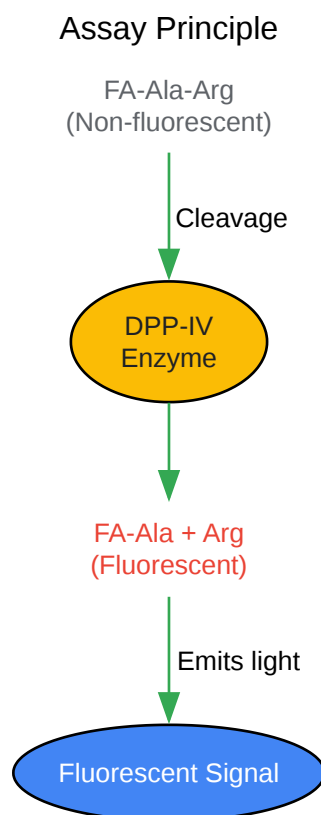 Assay Principle
FA-Ala-Arg
(Non-fluorescent)
Cleavage
DPP-IV
Enzyme
FA-Ala + Arg
(Fluorescent)
Emits light
Fluorescent Signal